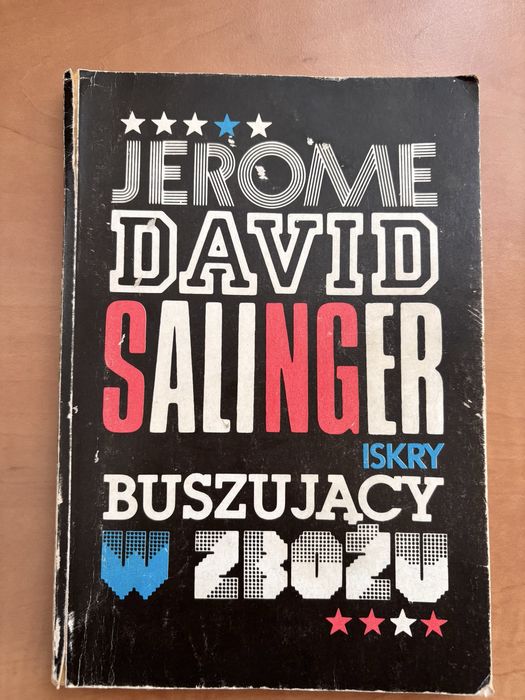 JEROME
DAVID
SALINGER
ISKRY
BUSZUJĄCY
W ZBOŻU